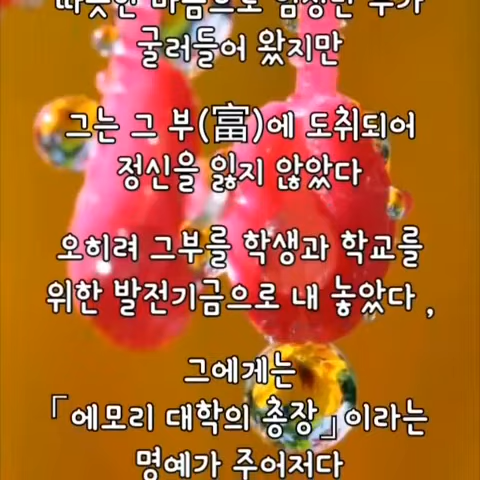 따뜻한 마음으로 엄청난 부가
굴러들어 왔지만
그는 그 부(富)에 도취되어
정신을 잃지 않았다
오히려 그부를 학생과 학교를
위한 발전기금으로 내 놓았다 ,
그에게는
「에모리 대학의 총장」이라는
명예가 주어저다